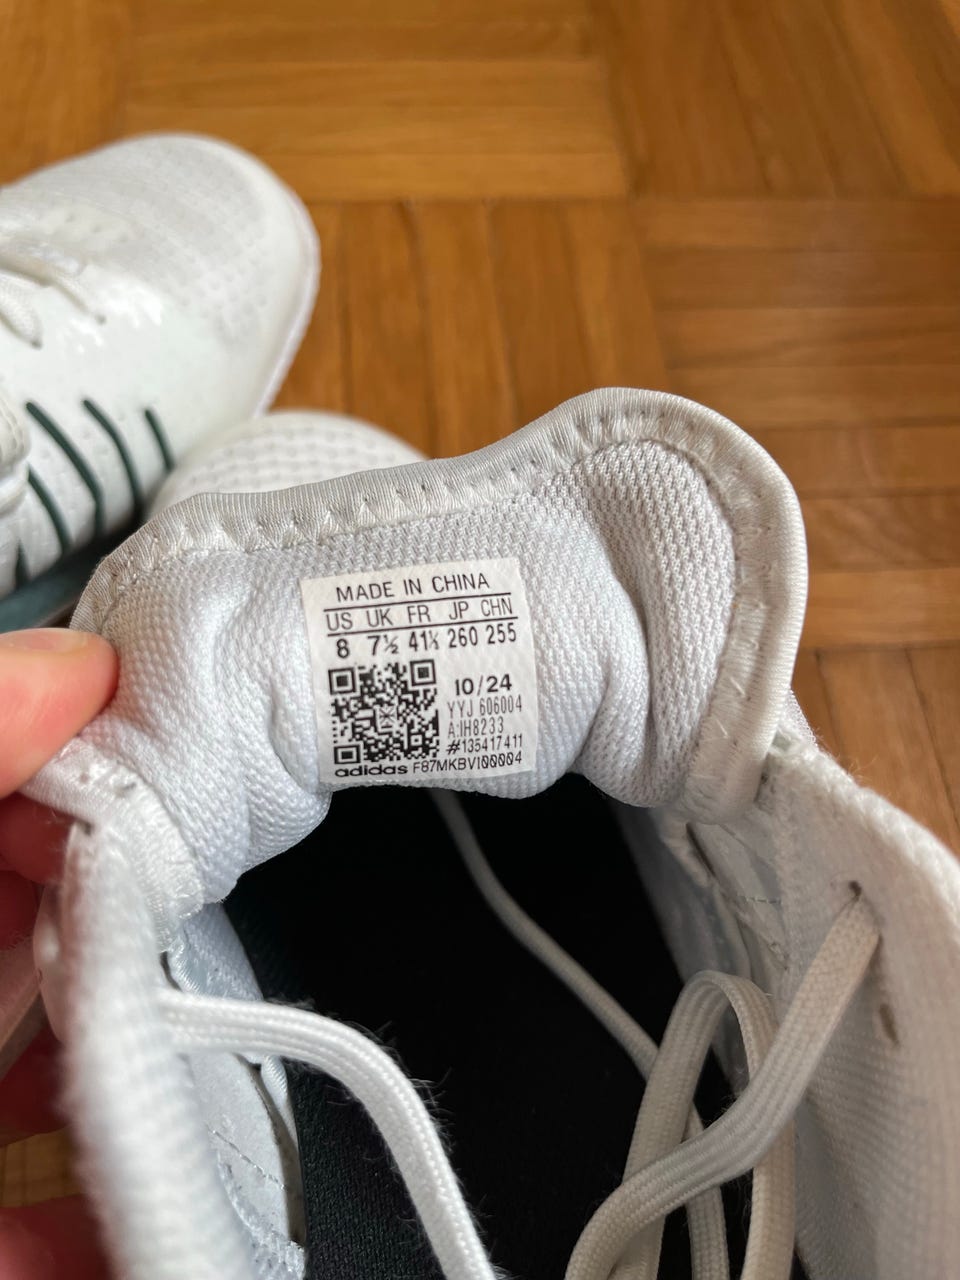 MADE IN CHINA
US UK FR JP CHN
8 7½ 41⅓ 260 255
10/24
YYJ 606004
A:IH8233
#135417411
adidas F87MKBV100004